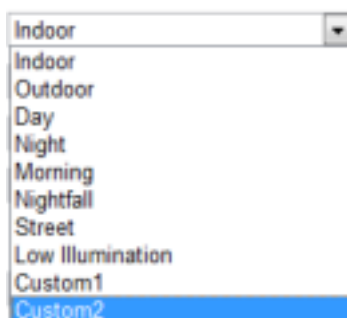 Indoor
Indoor
Outdoor
Day
Night
Morning
Nightfall
Street
Low Illumination
Custom1
Custom2